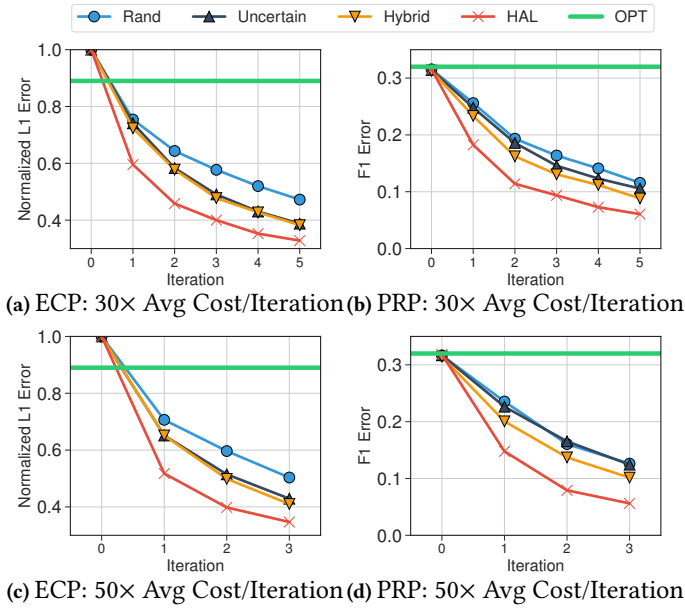 Rand Uncertain Hybrid HAL OPT
1.0
0.8
0.6
0.4
Normalized L1 Error
0 1 2 3 4 5
Iteration
0.3
0.2
0.1
0.0
F1 Error
0 1 2 3 4 5
Iteration
(a) ECP: 30× Avg Cost/Iteration (b) PRP: 30× Avg Cost/Iteration
1.0
0.8
0.6
0.4
Normalized L1 Error
0 1 2 3
Iteration
0.3
0.2
0.1
0.0
F1 Error
0 1 2 3
Iteration
(c) ECP: 50× Avg Cost/Iteration (d) PRP: 50× Avg Cost/Iteration